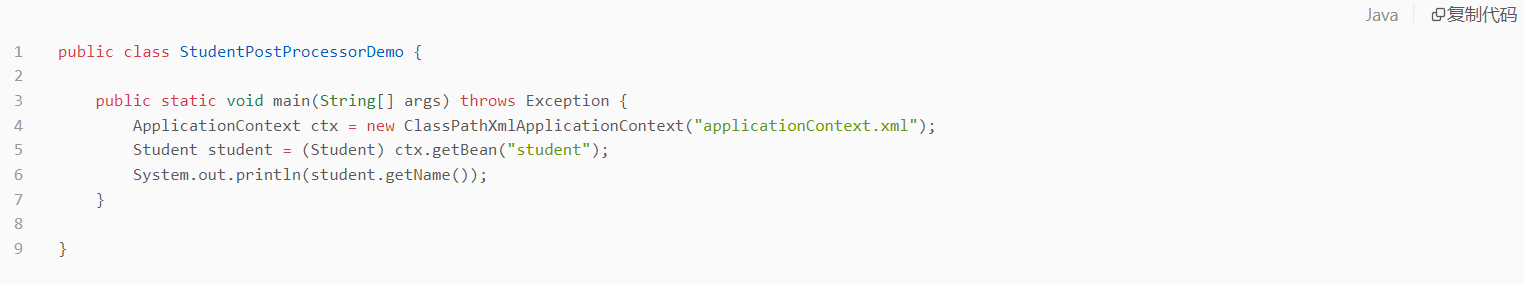 Java 复制代码
1 public class StudentPostProcessorDemo {
2
3     public static void main(String[] args) throws Exception {
4         ApplicationContext ctx = new ClassPathXmlApplicationContext("applicationContext.xml");
5         Student student = (Student) ctx.getBean("student");
6         System.out.println(student.getName());
7     }
8
9 }